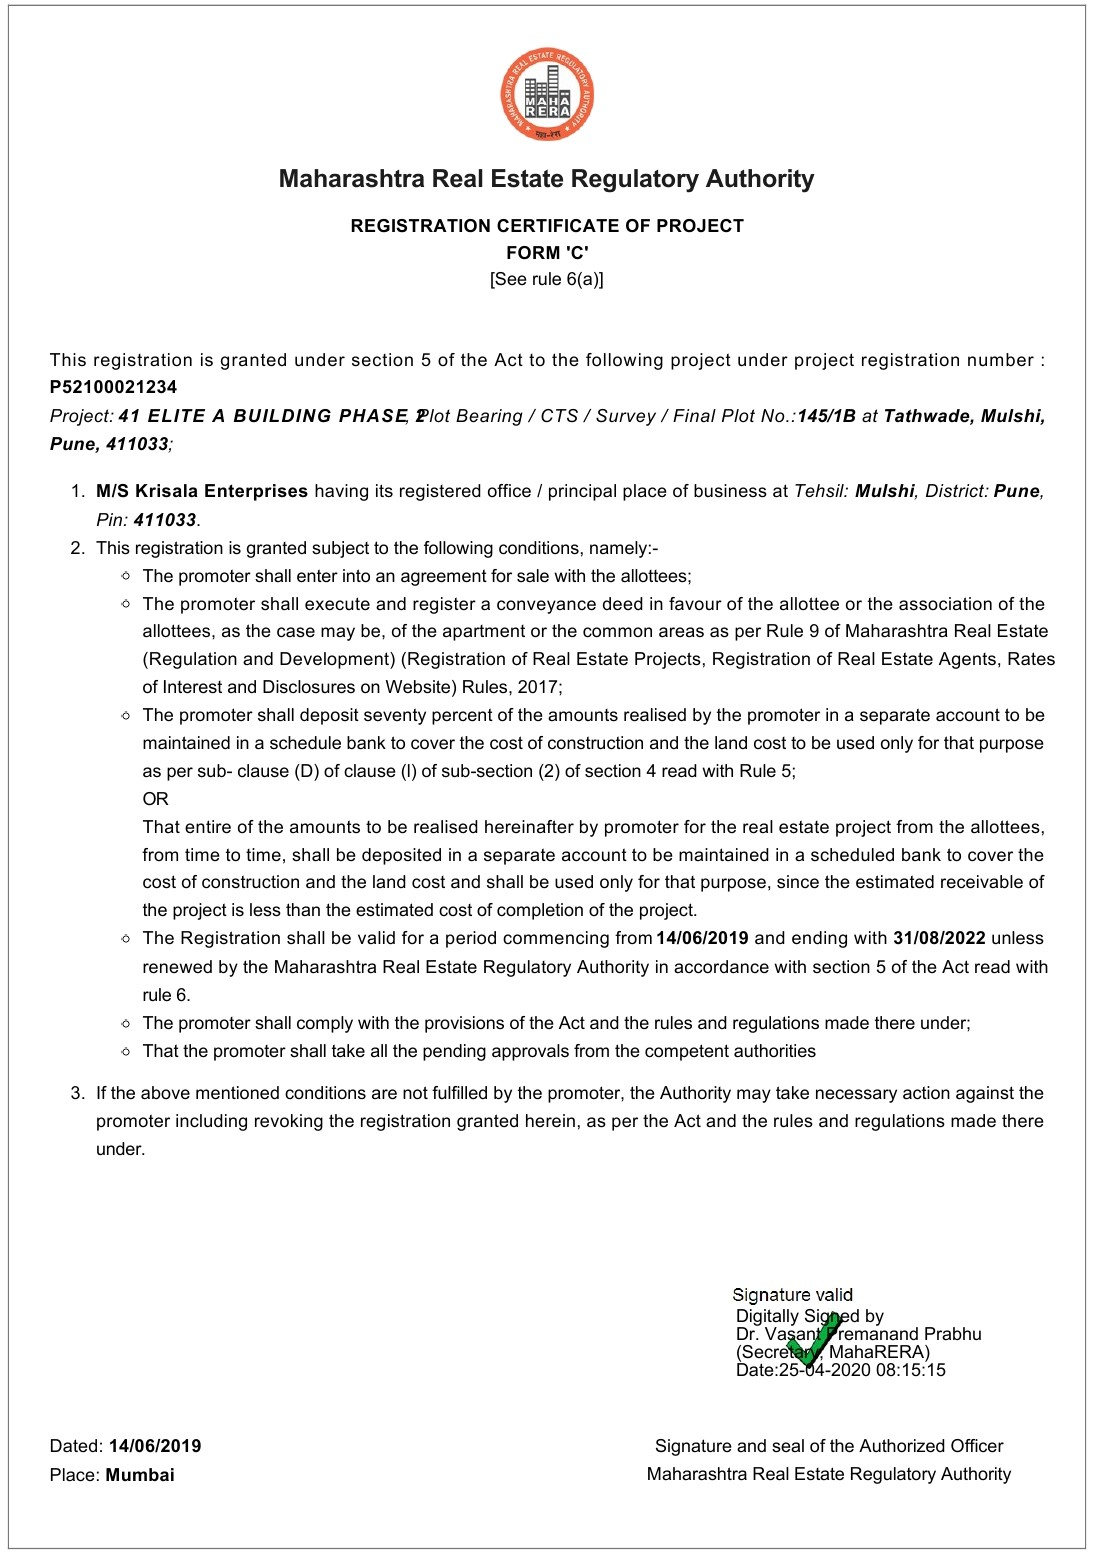 MAHARASHTRA REAL ESTATE REGULATORY AUTHORITY
MAHA
RERA
महा-रेरा
Maharashtra Real Estate Regulatory Authority
REGISTRATION CERTIFICATE OF PROJECT
FORM 'C'
[See rule 6(a)]
This registration is granted under section 5 of the Act to the following project under project registration number :
P52100021234
Project: 41 ELITE A BUILDING PHASE 2, Plot Bearing / CTS / Survey / Final Plot No.:145/1B at Tathwade, Mulshi,
Pune, 411033;
1. M/S Krisala Enterprises having its registered office / principal place of business at Tehsil: Mulshi, District: Pune,
Pin: 411033.
2. This registration is granted subject to the following conditions, namely:-
The promoter shall enter into an agreement for sale with the allottees;
The promoter shall execute and register a conveyance deed in favour of the allottee or the association of the
allottees, as the case may be, of the apartment or the common areas as per Rule 9 of Maharashtra Real Estate
(Regulation and Development) (Registration of Real Estate Projects, Registration of Real Estate Agents, Rates
of Interest and Disclosures on Website) Rules, 2017;
The promoter shall deposit seventy percent of the amounts realised by the promoter in a separate account to be
maintained in a schedule bank to cover the cost of construction and the land cost to be used only for that purpose
as per sub- clause (D) of clause (l) of sub-section (2) of section 4 read with Rule 5;
OR
That entire of the amounts to be realised hereinafter by promoter for the real estate project from the allottees,
from time to time, shall be deposited in a separate account to be maintained in a scheduled bank to cover the
cost of construction and the land cost and shall be used only for that purpose, since the estimated receivable of
the project is less than the estimated cost of completion of the project.
The Registration shall be valid for a period commencing from 14/06/2019 and ending with 31/08/2022 unless
renewed by the Maharashtra Real Estate Regulatory Authority in accordance with section 5 of the Act read with
rule 6.
The promoter shall comply with the provisions of the Act and the rules and regulations made there under;
That the promoter shall take all the pending approvals from the competent authorities
3. If the above mentioned conditions are not fulfilled by the promoter, the Authority may take necessary action against the
promoter including revoking the registration granted herein, as per the Act and the rules and regulations made there
under.
Signature valid
Digitally Signed by
Dr. Vasant Premanand Prabhu
(Secretary, MahaRERA)
Date:25-04-2020 08:15:15
Dated: 14/06/2019
Place: Mumbai
Signature and seal of the Authorized Officer
Maharashtra Real Estate Regulatory Authority